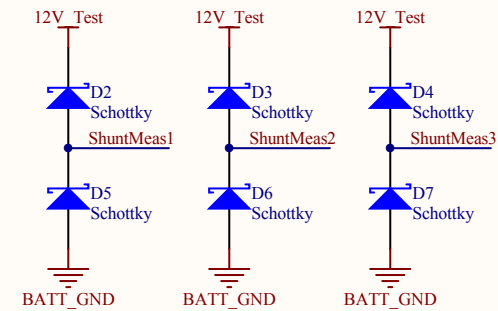 12V_Test 12V_Test 12V_Test
D2 D3 D4
Schottky Schottky Schottky
ShuntMeas1 ShuntMeas2 ShuntMeas3
D5 D6 D7
Schottky Schottky Schottky
BATT_GND BATT_GND BATT_GND